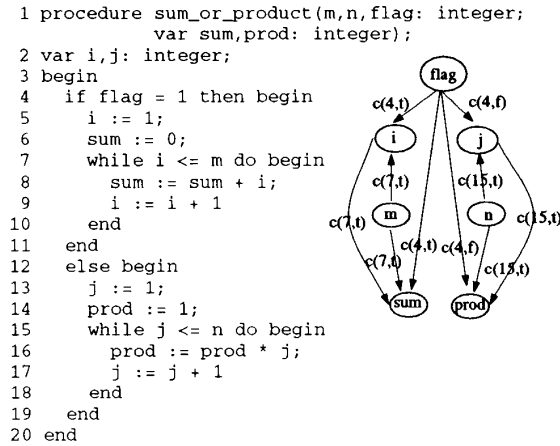 1 procedure sum_or_product(m,n,flag: integer;
var sum,prod: integer);
2 var i,j: integer;
3 begin
4 if flag = 1 then begin
5 i := 1;
6 sum := 0;
7 while i <= m do begin
8 sum := sum + i;
9 i := i + 1
10 end
11 end
12 else begin
13 j := 1;
14 prod := 1;
15 while j <= n do begin
16 prod := prod * j;
17 j := j + 1
18 end
19 end
20 end
flag
c(4,t)
c(4,f)
i
j
c(7,t)
c(15,t)
m
n
c(7,t)
c(4,t)
c(4,f)
c(15,t)
c(7,t)
c(15,t)
sum
prod